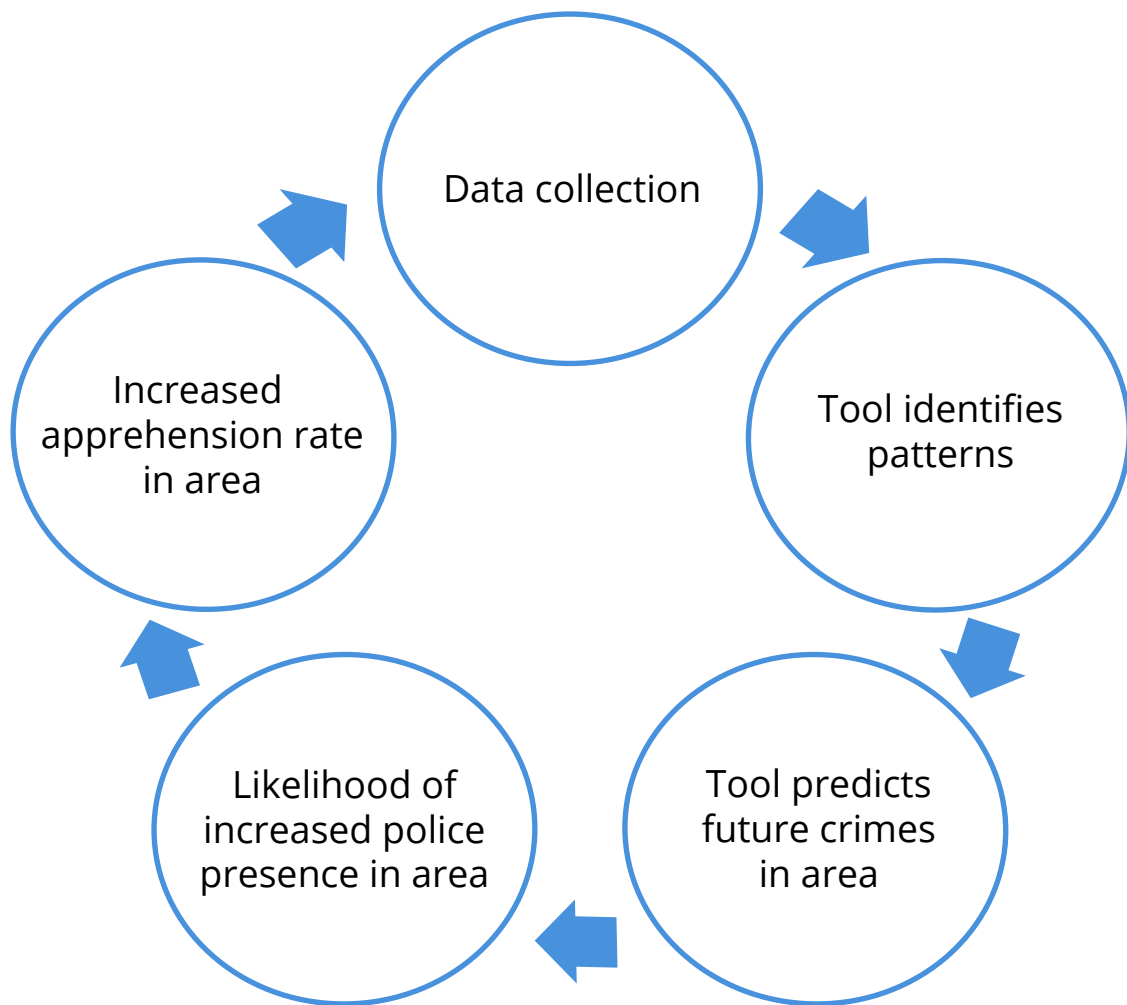 Data collection
Tool identifies
patterns
Tool predicts
future crimes
in area
Likelihood of
increased police
presence in area
Increased
apprehension rate
in area